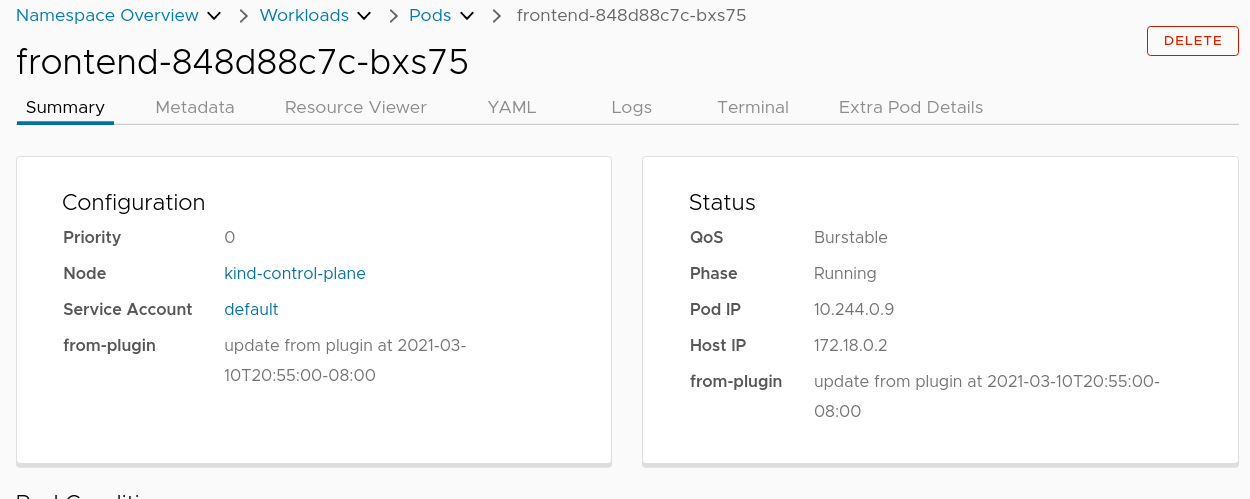 Namespace Overview Workloads Pods frontend-848d88c7c-bxs75
DELETE
frontend-848d88c7c-bxs75
Summary Metadata Resource Viewer YAML Logs Terminal Extra Pod Details
Configuration
Priority 0
Node kind-control-plane
Service Account default
from-plugin update from plugin at 2021-03-
10T20:55:00-08:00
Status
QoS Burstable
Phase Running
Pod IP 10.244.0.9
Host IP 172.18.0.2
from-plugin update from plugin at 2021-03-10T20:55:00-
08:00